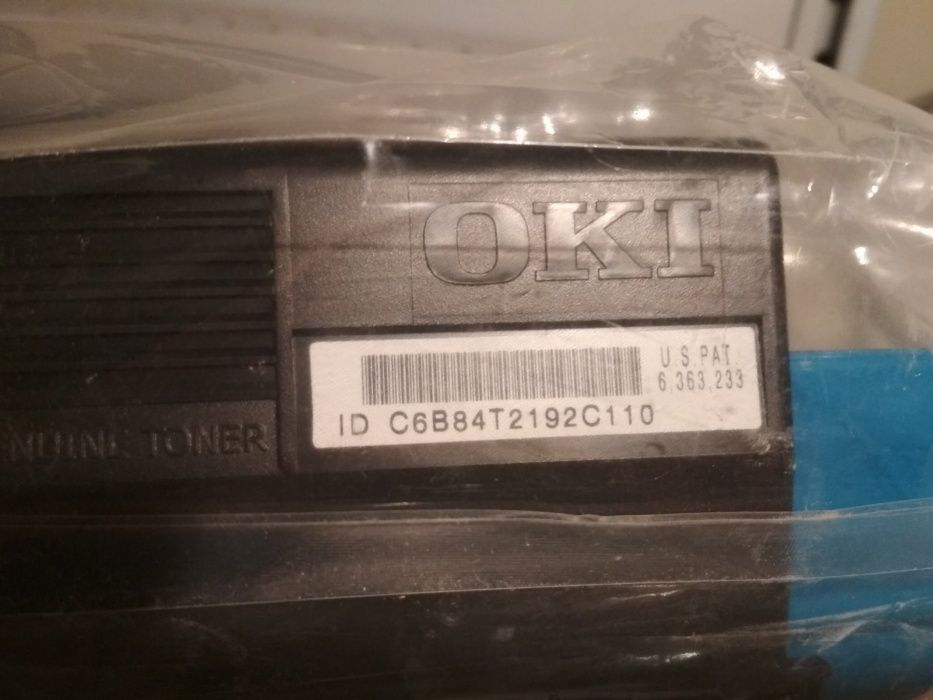 OKI
U.S.PAT.
6,363,233
ID C6B84T2192C110
TONER